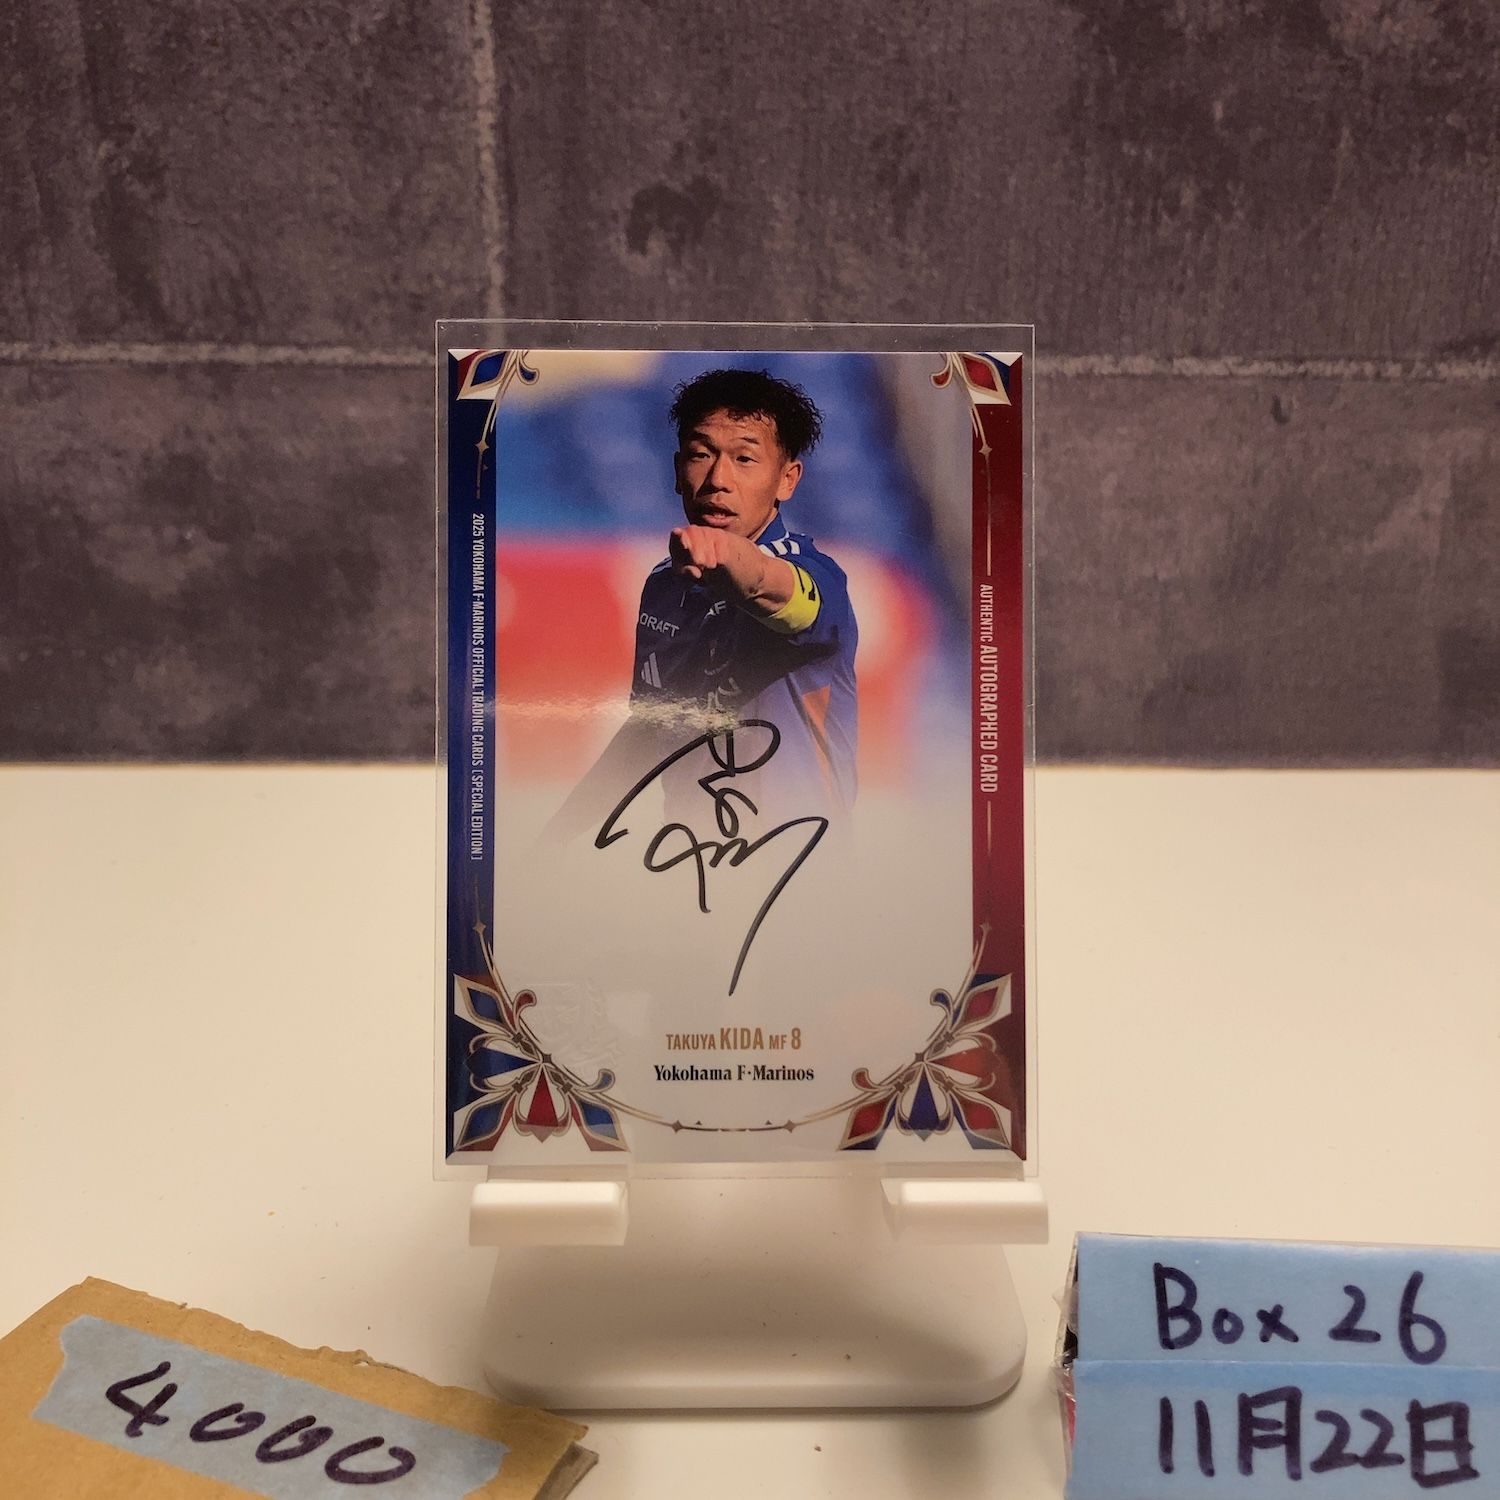 2025 YOKOHAMA F·MARINOS OFFICIAL TRADING CARDS [ SPECIAL EDITION ]
AUTHENTIC AUTOGRAPHED CARD
DRAFT
TAKUYA KIDA MF 8
Yokohama F·Marinos
4000
Box 26
11月22日